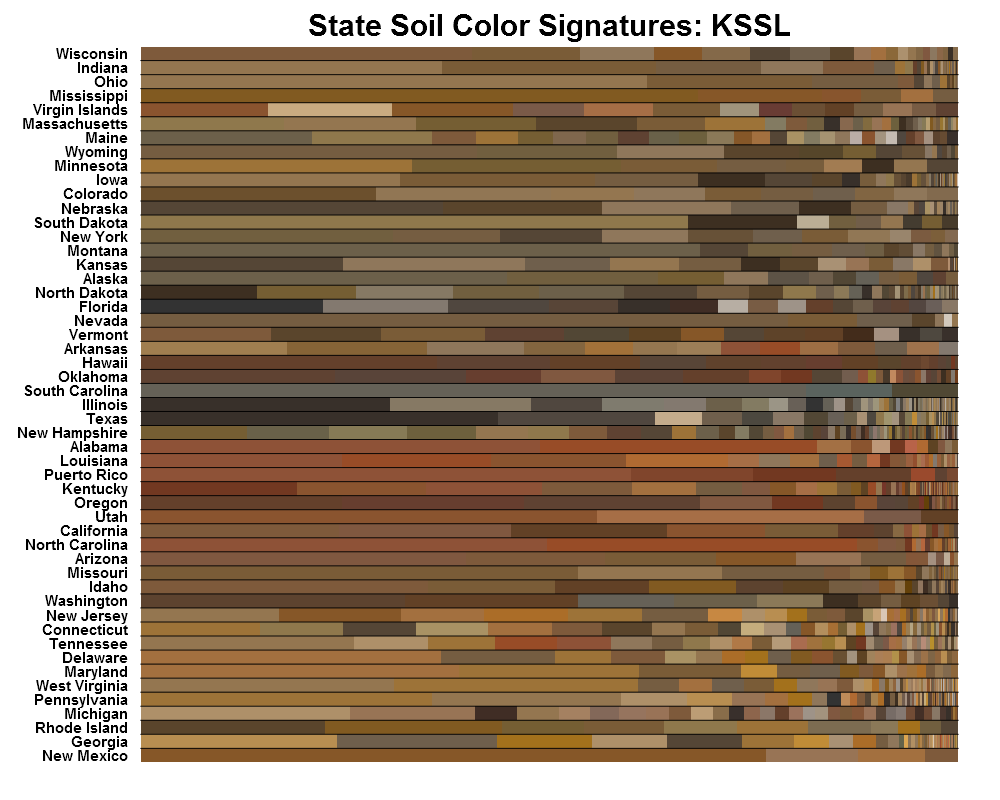 State Soil Color Signatures: KSSL
Wisconsin
Indiana
Ohio
Mississippi
Virgin Islands
Massachusetts
Maine
Wyoming
Minnesota
Iowa
Colorado
Nebraska
South Dakota
New York
Montana
Kansas
Alaska
North Dakota
Florida
Nevada
Vermont
Arkansas
Hawaii
Oklahoma
South Carolina
Illinois
Texas
New Hampshire
Alabama
Louisiana
Puerto Rico
Kentucky
Oregon
Utah
California
North Carolina
Arizona
Missouri
Idaho
Washington
New Jersey
Connecticut
Tennessee
Delaware
Maryland
West Virginia
Pennsylvania
Michigan
Rhode Island
Georgia
New Mexico